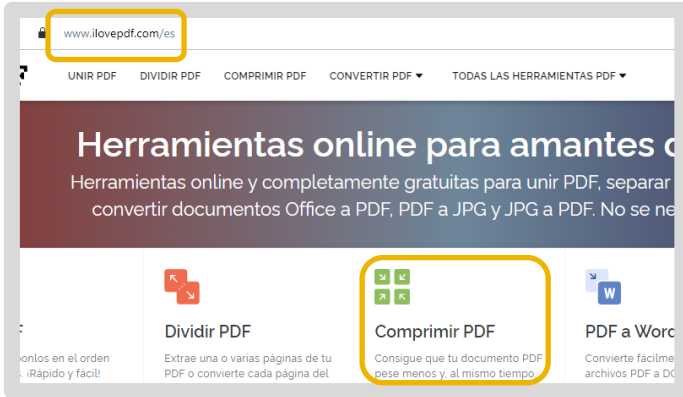 www.ilovepdf.com/es
UNIR PDF DIVIDIR PDF COMPRIMIR PDF CONVERTIR PDF TODAS LAS HERRAMIENTAS PDF
Herramientas online para amantes
Herramientas online y completamente gratuitas para unir PDF, separar
convertir documentos Office a PDF, PDF a JPG y JPG a PDF. No se
Dividir PDF
Extrae una o varias páginas de tu
PDF o convierte cada página del
Comprimir PDF
Consigue que tu documento PDF
pese menos y, al mismo tiempo
W
PDF a Word
Convierte
archivos PDF a
en el orden
¡Rápido y fácil!